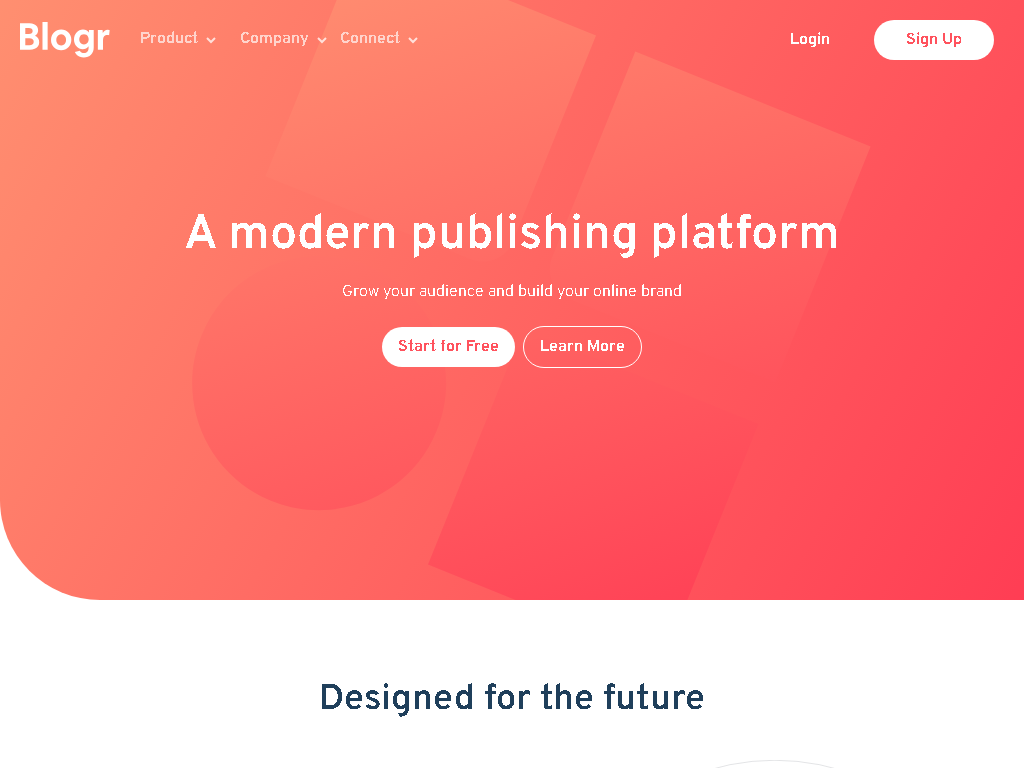 Blogr Product Company Connect Login Sign Up
A modern publishing platform
Grow your audience and build your online brand
Start for Free Learn More
Designed for the future